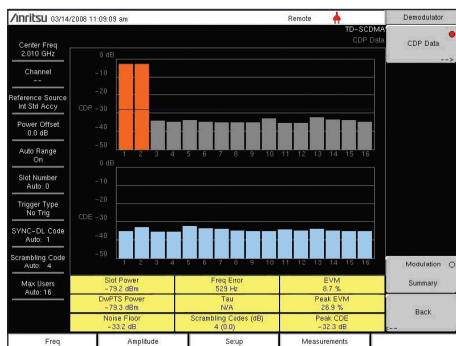 Anritsu 03/14/2008 11:09:09 am
Remote
Demodulator
TD-SCDMA
CDP Data
Center Freq
2.010 GHz
Channel
--
Reference Source
Int Std Accy
Power Offset
0.0 dB
Auto Range
On
Slot Number
Auto: 0
Trigger Type
No Trig
SYNC-DL Code
Auto: 1
Scrambling Code
Auto: 4
Max Users
Auto: 16
0 dB
-10
-20
CDP -30
-40
-50
1 2 3 4 5 6 7 8 9 10 11 12 13 14 15 16
0 dB
-10
-20
CDE -30
-40
-50
1 2 3 4 5 6 7 8 9 10 11 12 13 14 15 16
Slot Power
-79.2 dBm
Freq Error
529 Hz
EVM
8.7 %
DwPTS Power
-79.3 dBm
Tau
N/A
Peak EVM
26.9 %
Noise Floor
-33.2 dB
Scrambling Codes (dB)
4 (0.0)
Peak CDE
-32.3 dB
CDP Data
-->
Modulation
Summary
Back
<--
Freq
Amplitude
Setup
Measurements